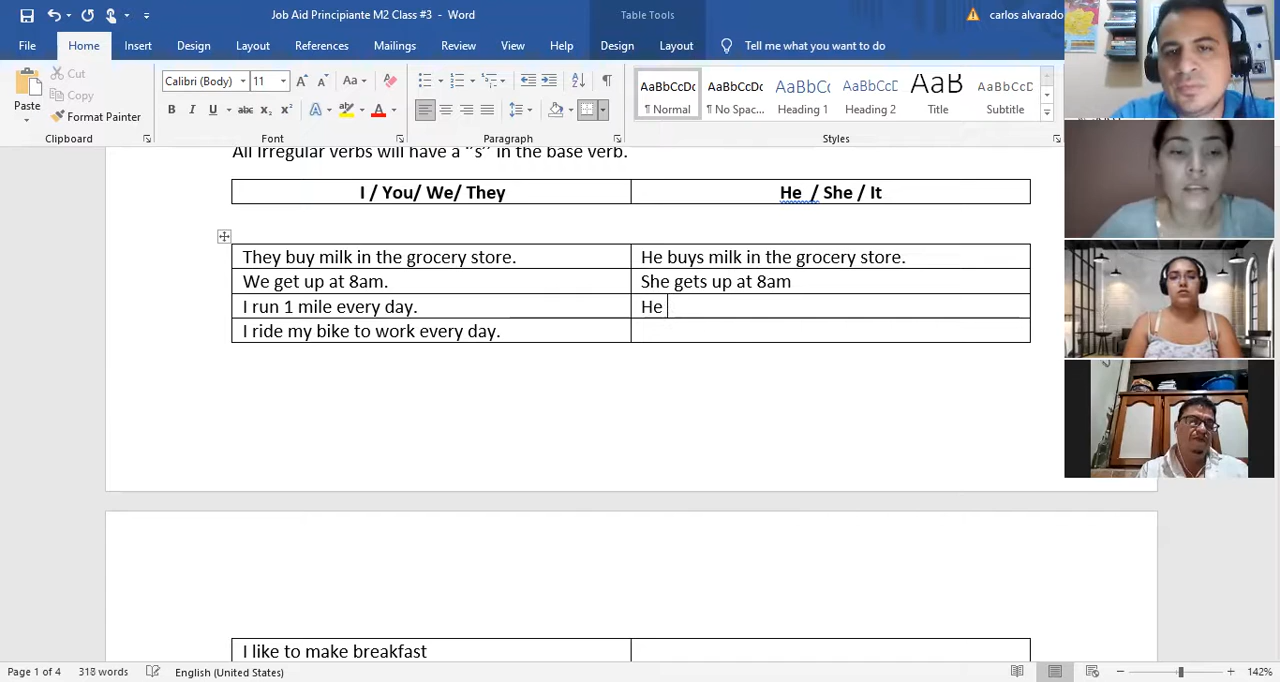 Job Aid Principiante M2 Class #3 - Word
Table Tools
carlos alvarado
File Home Insert Design Layout References Mailings Review View Help Design Layout Tell me what you want to do
Paste
Cut
Copy
Format Painter
Calibri (Body) 11
AaBbCcDc AaBbCcDc AaBbC AaBbCcD AaB AaBbCcD
¶ Normal ¶ No Spac... Heading 1 Heading 2 Title Subtitle
Clipboard Font Paragraph Styles
All Irregular verbs will have a “s” in the base verb.
I / You/ We/ They He / She / It
They buy milk in the grocery store. He buys milk in the grocery store.
We get up at 8am. She gets up at 8am
I run 1 mile every day. He
I ride my bike to work every day.
I like to make breakfast
Page 1 of 4 318 words English (United States) 142%